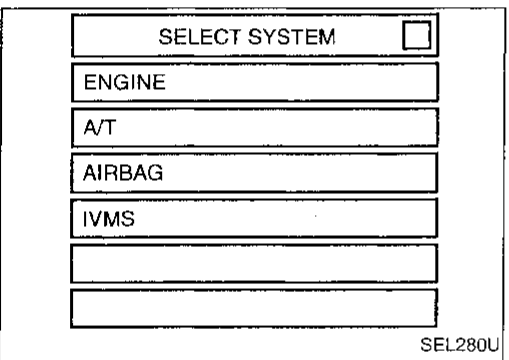 SELECT SYSTEM
ENGINE
A/T
AIRBAG
IVMS
SEL280U